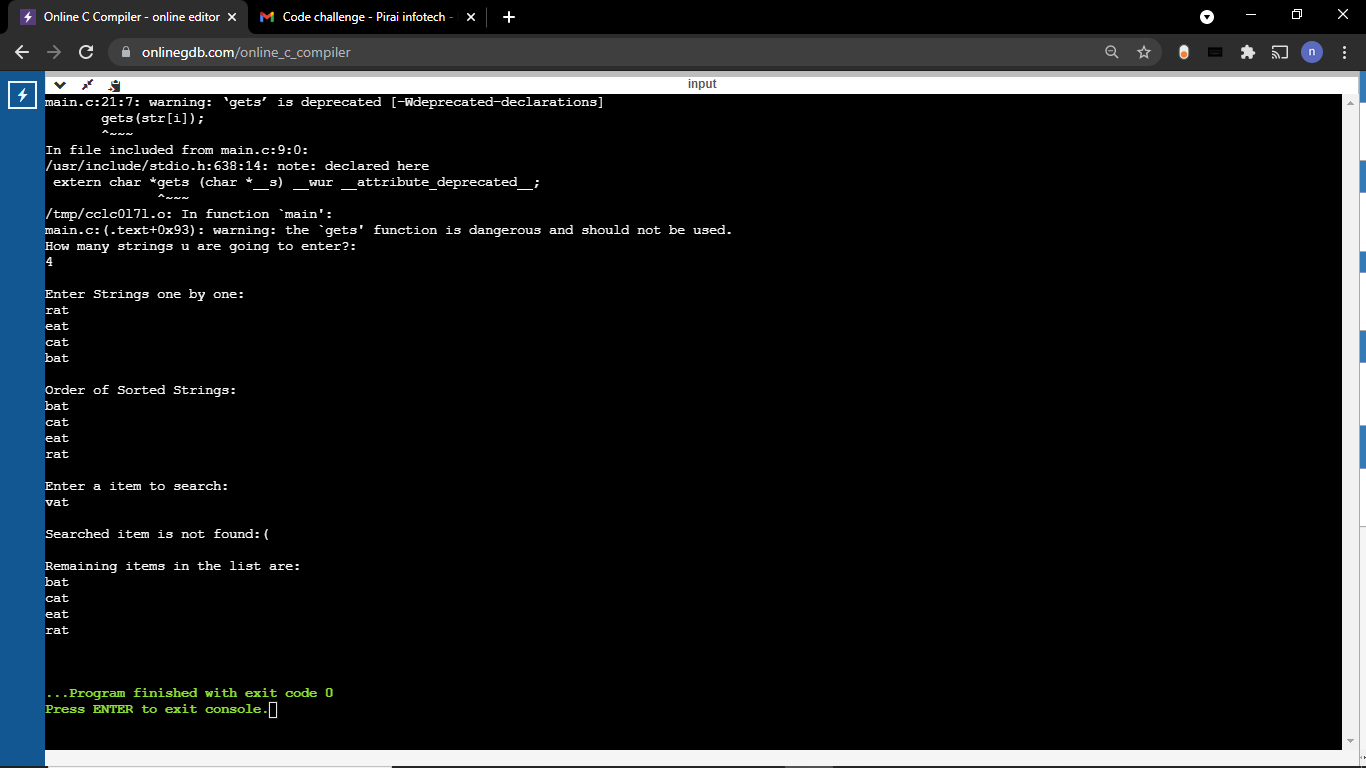 Online C Compiler - online editor
Code challenge - Pirai infotech -
onlinegdb.com/online_c_compiler
n
input
main.c:21:7: warning: ‘gets’ is deprecated [-Wdeprecated-declarations]
gets(str[i]);
^~~~
In file included from main.c:9:0:
/usr/include/stdio.h:638:14: note: declared here
extern char *gets (char *__s) __wur __attribute_deprecated__;
^~~~
/tmp/cclc0l7l.o: In function `main':
main.c:(.text+0x93): warning: the `gets' function is dangerous and should not be used.
How many strings u are going to enter?:
4
Enter Strings one by one:
rat
eat
cat
bat
Order of Sorted Strings:
bat
cat
eat
rat
Enter a item to search:
vat
Searched item is not found:(
Remaining items in the list are:
bat
cat
eat
rat
...Program finished with exit code 0
Press ENTER to exit console.